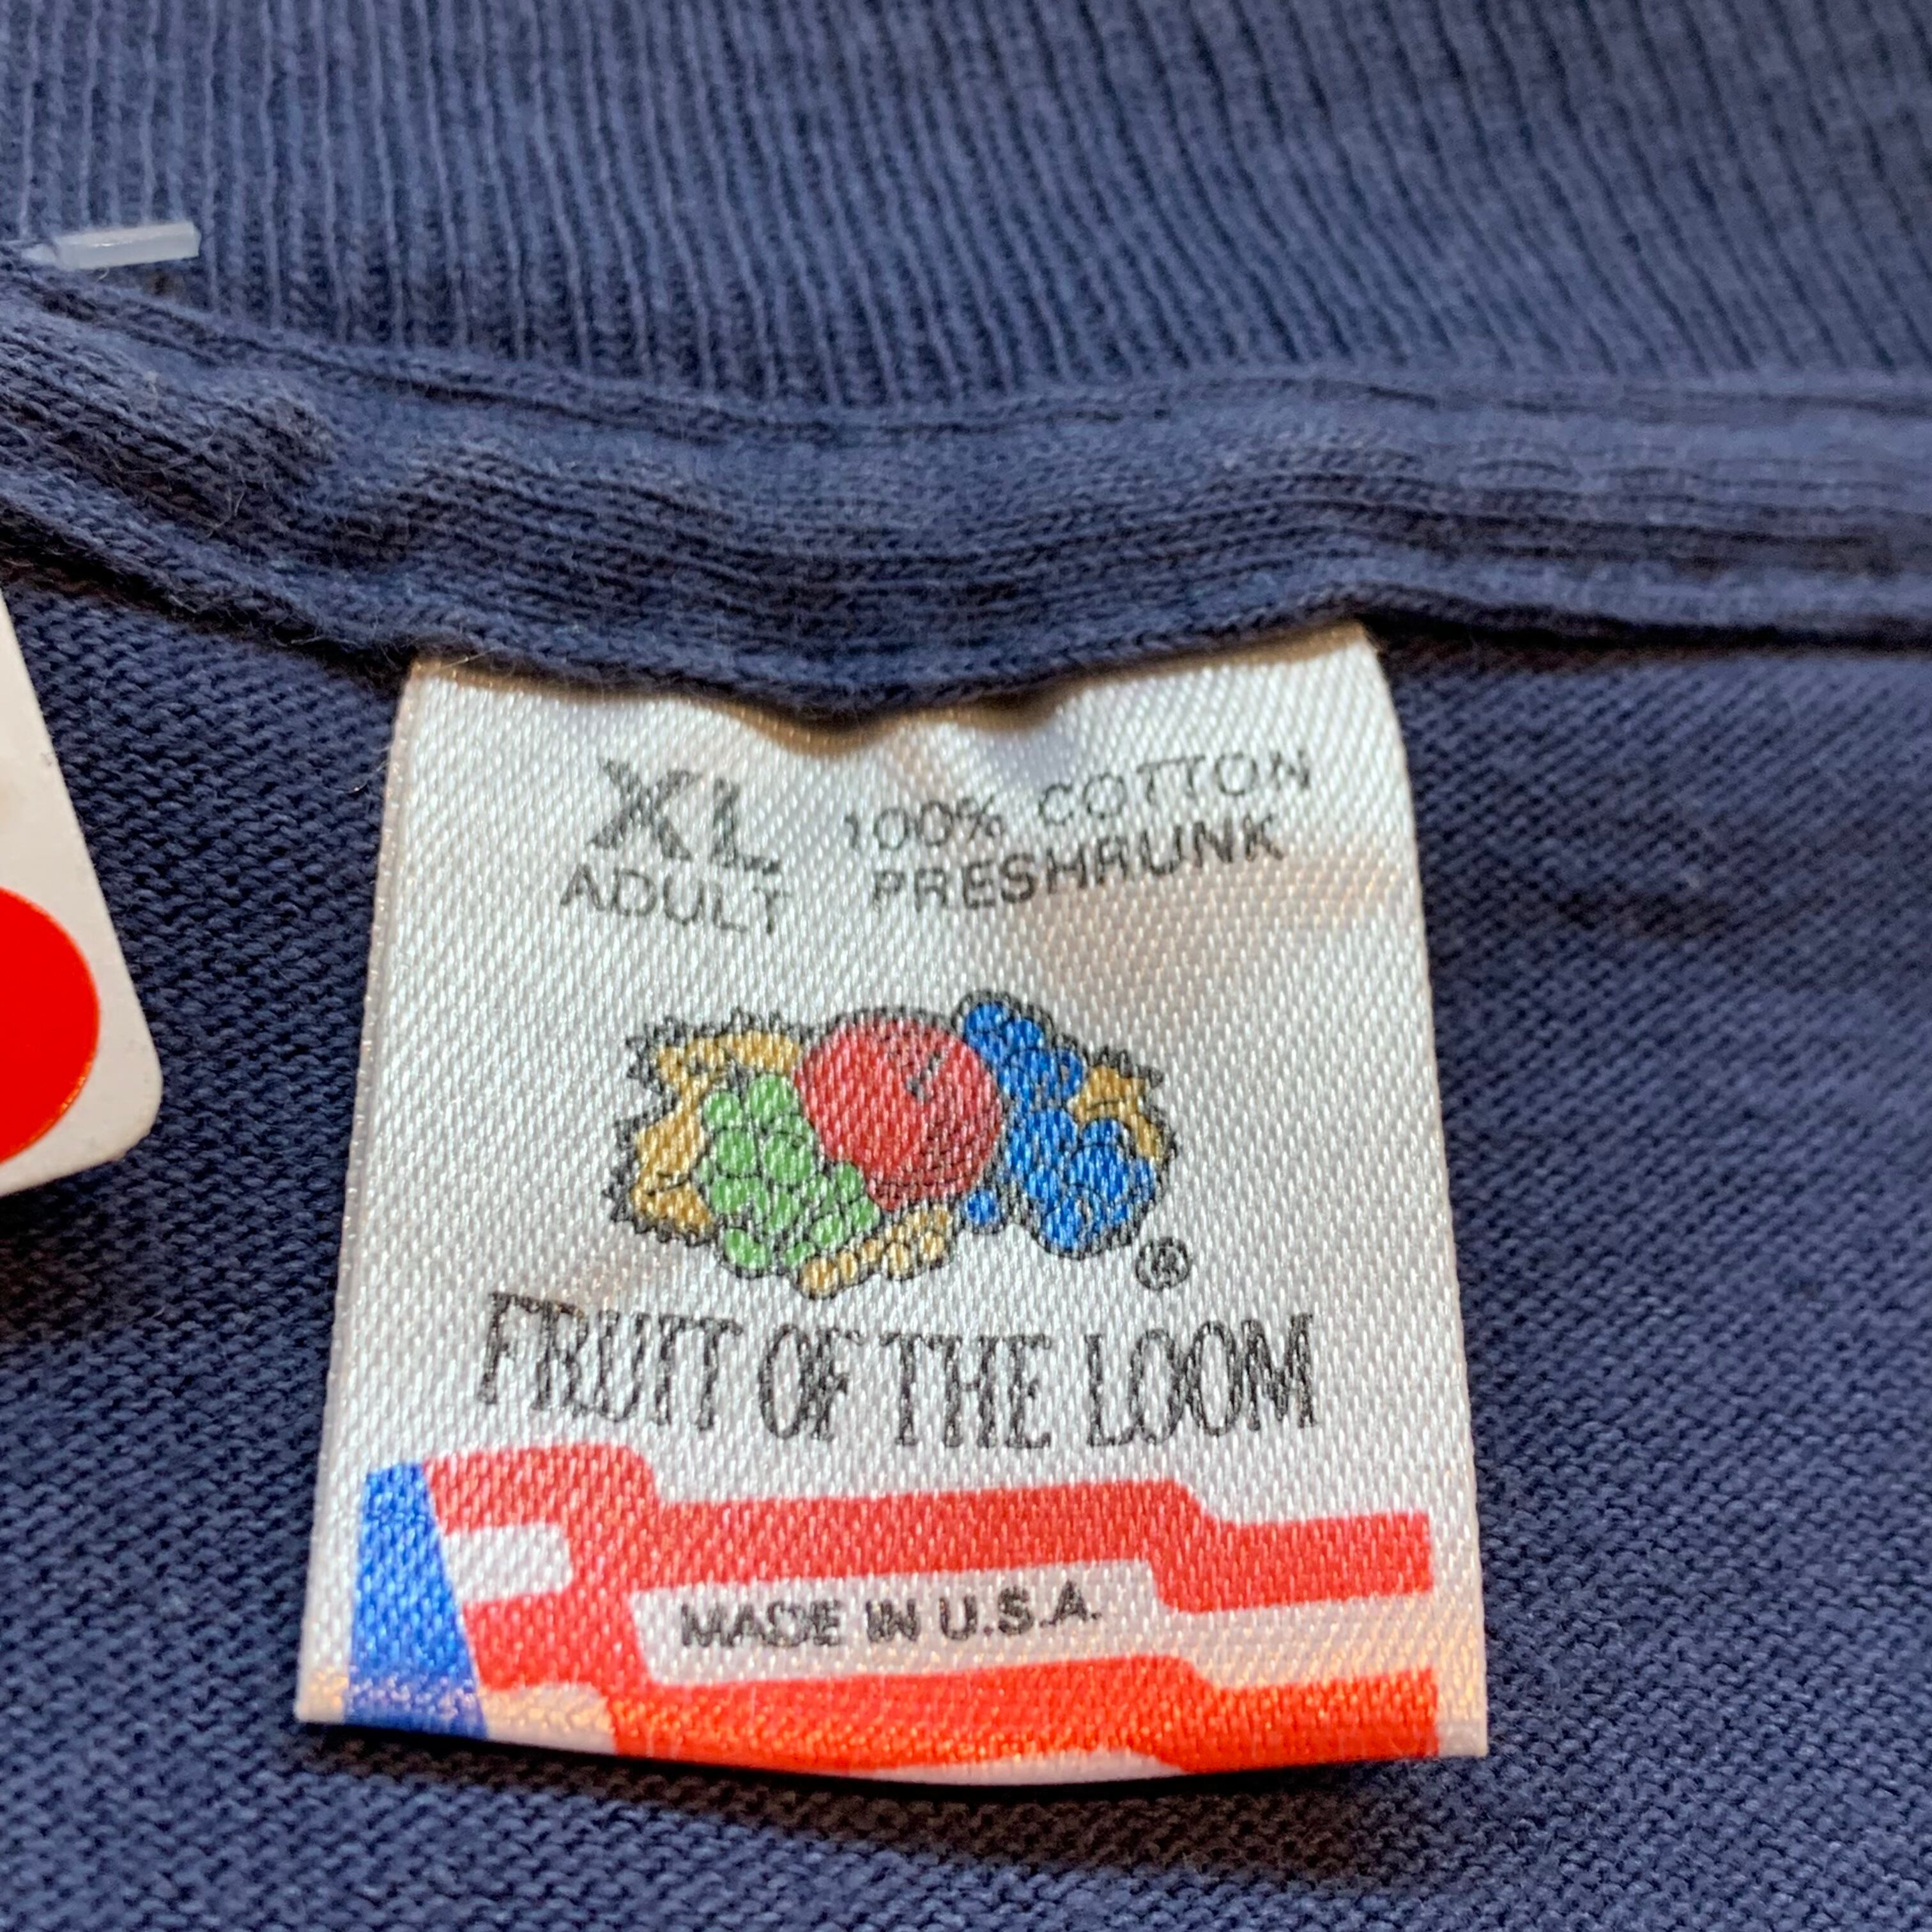 XL
ADULT
100% COTTON
PRESHRUNK
®
FRUIT OF THE LOOM
MADE IN U.S.A.